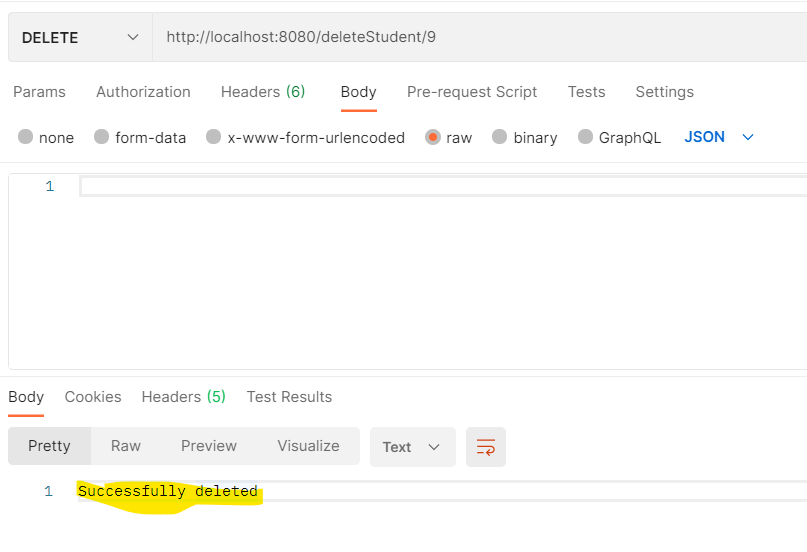 DELETE http://localhost:8080/deleteStudent/9
Params Authorization Headers (6) Body Pre-request Script Tests Settings
none form-data x-www-form-urlencoded raw binary GraphQL JSON
1
Body Cookies Headers (5) Test Results
Pretty Raw Preview Visualize Text
1 Successfully deleted